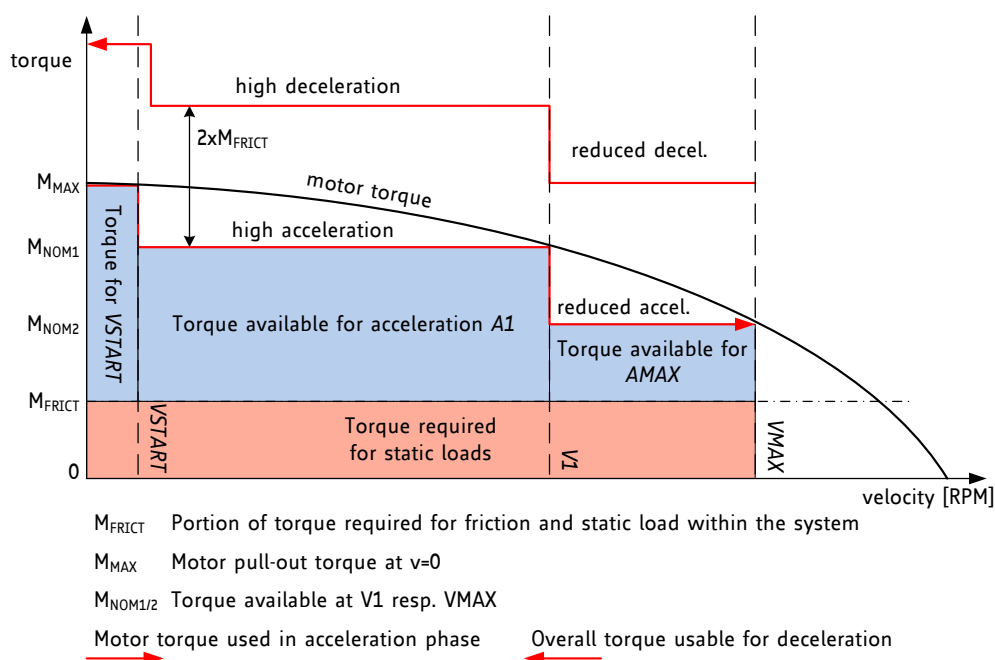 torque
high deceleration
2xMFRICT
reduced decel.
MMAX
motor torque
Torque for VSTART
high acceleration
MNOM1
reduced accel.
MNOM2
Torque available for acceleration A1
Torque available for
AMAX
MFRICT
VSTART
Torque required
for static loads
V1
VMAX
0
velocity [RPM]
MFRICT Portion of torque required for friction and static load within the system
MMAX Motor pull-out torque at v=0
MNOM1/2 Torque available at V1 resp. VMAX
Motor torque used in acceleration phase Overall torque usable for deceleration